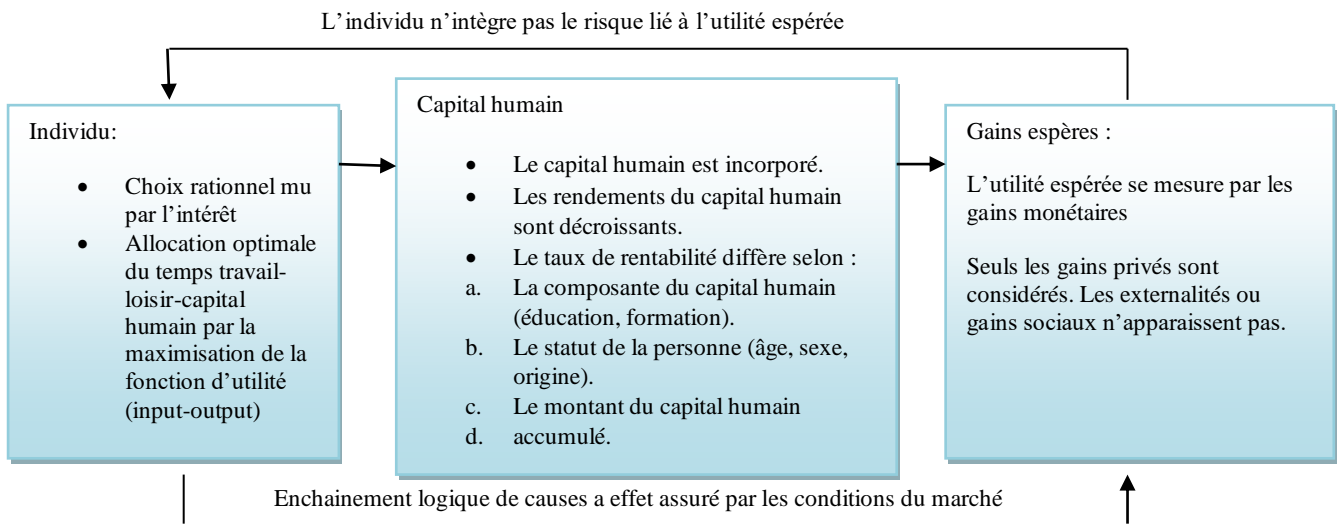 L’individu n’intègre pas le risque lié à l’utilité espérée
Individu:
• Choix rationnel mu
par l’intérêt
• Allocation optimale
du temps travail-
loisir-capital
humain par la
maximisation de la
fonction d’utilité
(input-output)
Capital humain
• Le capital humain est incorporé.
• Les rendements du capital humain
sont décroissants.
• Le taux de rentabilité diffère selon :
a. La composante du capital humain
(éducation, formation).
b. Le statut de la personne (âge, sexe,
origine).
c. Le montant du capital humain
d. accumulé.
Gains espères :
L’utilité espérée se mesure par les
gains monétaires
Seuls les gains privés sont
considérés. Les externalités ou
gains sociaux n’apparaissent pas.
Enchainement logique de causes a effet assuré par les conditions du marché